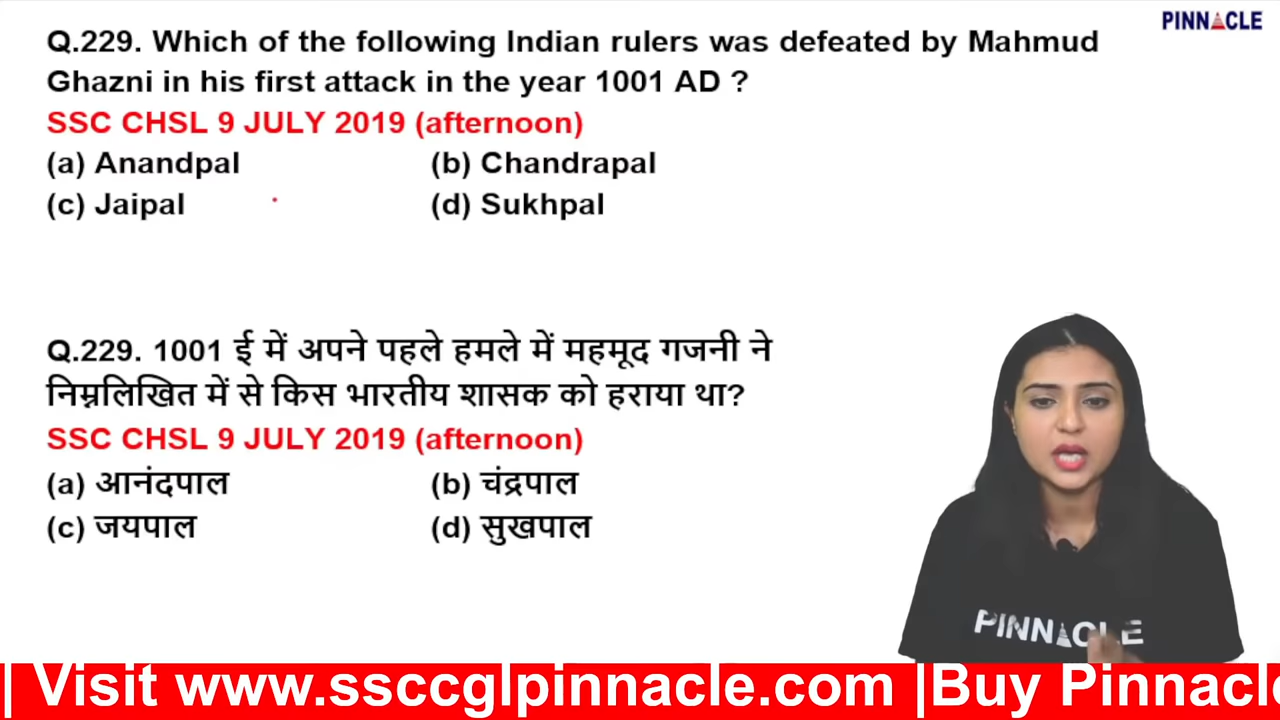 PINNACLE
Q.229. Which of the following Indian rulers was defeated by Mahmud
Ghazni in his first attack in the year 1001 AD ?
SSC CHSL 9 JULY 2019 (afternoon)
(a) Anandpal (b) Chandrapal
(c) Jaipal (d) Sukhpal
Q.229. 1001 ई में अपने पहले हमले में महमूद गजनी ने
निम्नलिखित में से किस भारतीय शासक को हराया था?
SSC CHSL 9 JULY 2019 (afternoon)
(a) आनंदपाल (b) चंद्रपाल
(c) जयपाल (d) सुखपाल
PINNACLE
| Visit www.ssccglpinnacle.com |Buy Pinnacle